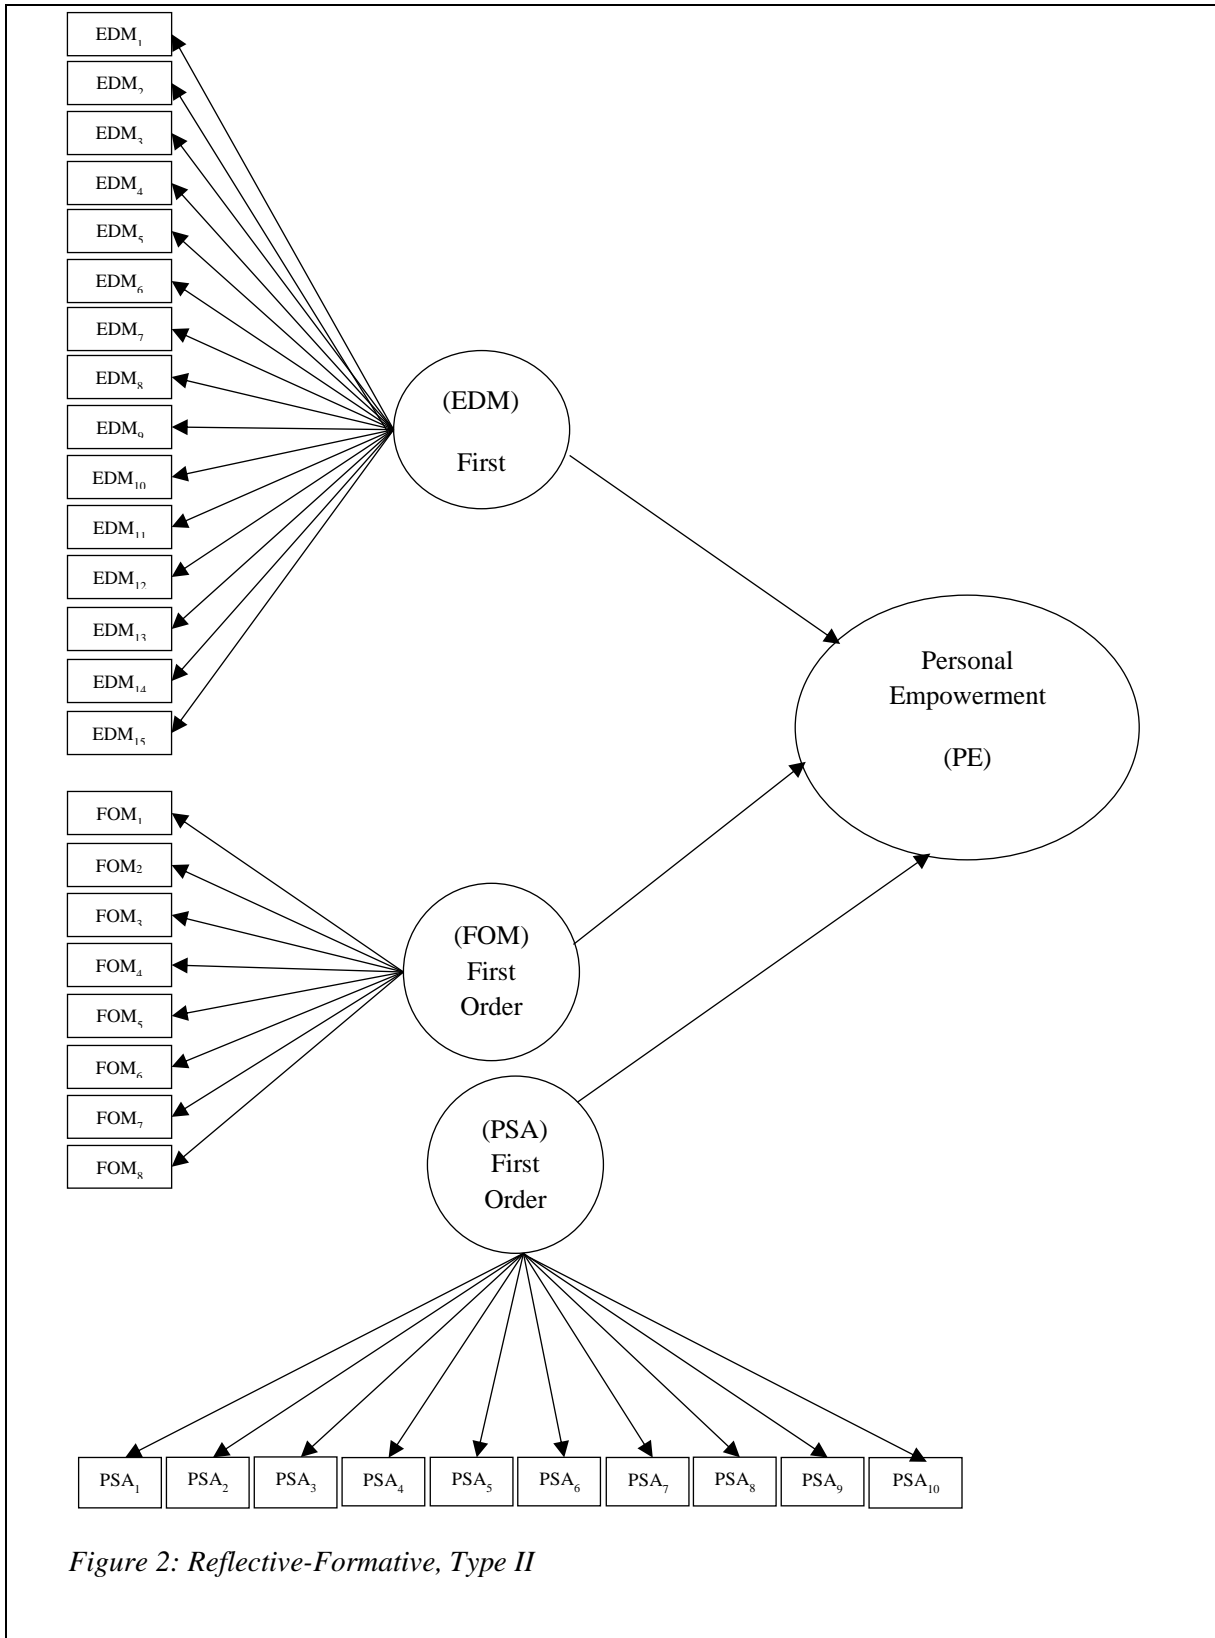 EDM₁
EDM₂
EDM₃
EDM₄
EDM₅
EDM₆
EDM₇
EDM₈
EDM₉
EDM₁₀
EDM₁₁
EDM₁₂
EDM₁₃
EDM₁₄
EDM₁₅
(EDM)
First
Personal
Empowerment
(PE)
FOM₁
FOM₂
FOM₃
FOM₄
FOM₅
FOM₆
FOM₇
FOM₈
(FOM)
First
Order
(PSA)
First
Order
PSA₁ PSA₂ PSA₃ PSA₄ PSA₅ PSA₆ PSA₇ PSA₈ PSA₉ PSA₁₀
Figure 2: Reflective-Formative, Type II